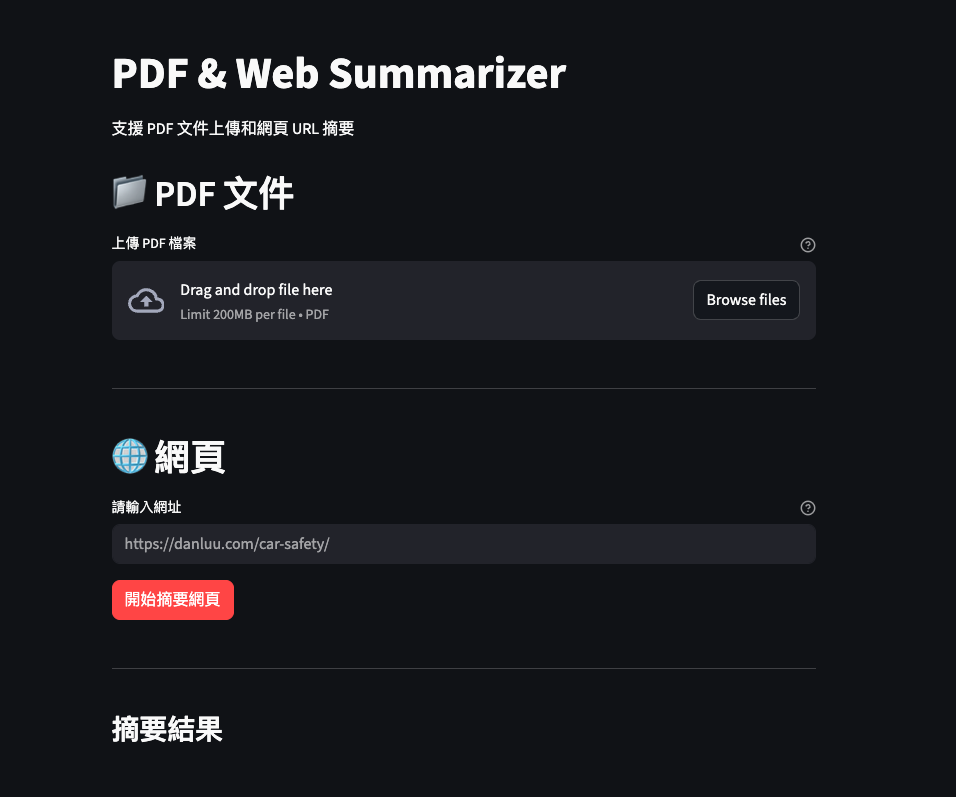 PDF & Web Summarizer
支援 PDF 文件上傳和網頁 URL 摘要
PDF 文件
上傳 PDF 檔案
Drag and drop file here
Limit 200MB per file • PDF
Browse files
網頁
請輸入網址
https://danluu.com/car-safety/
開始摘要網頁
摘要結果